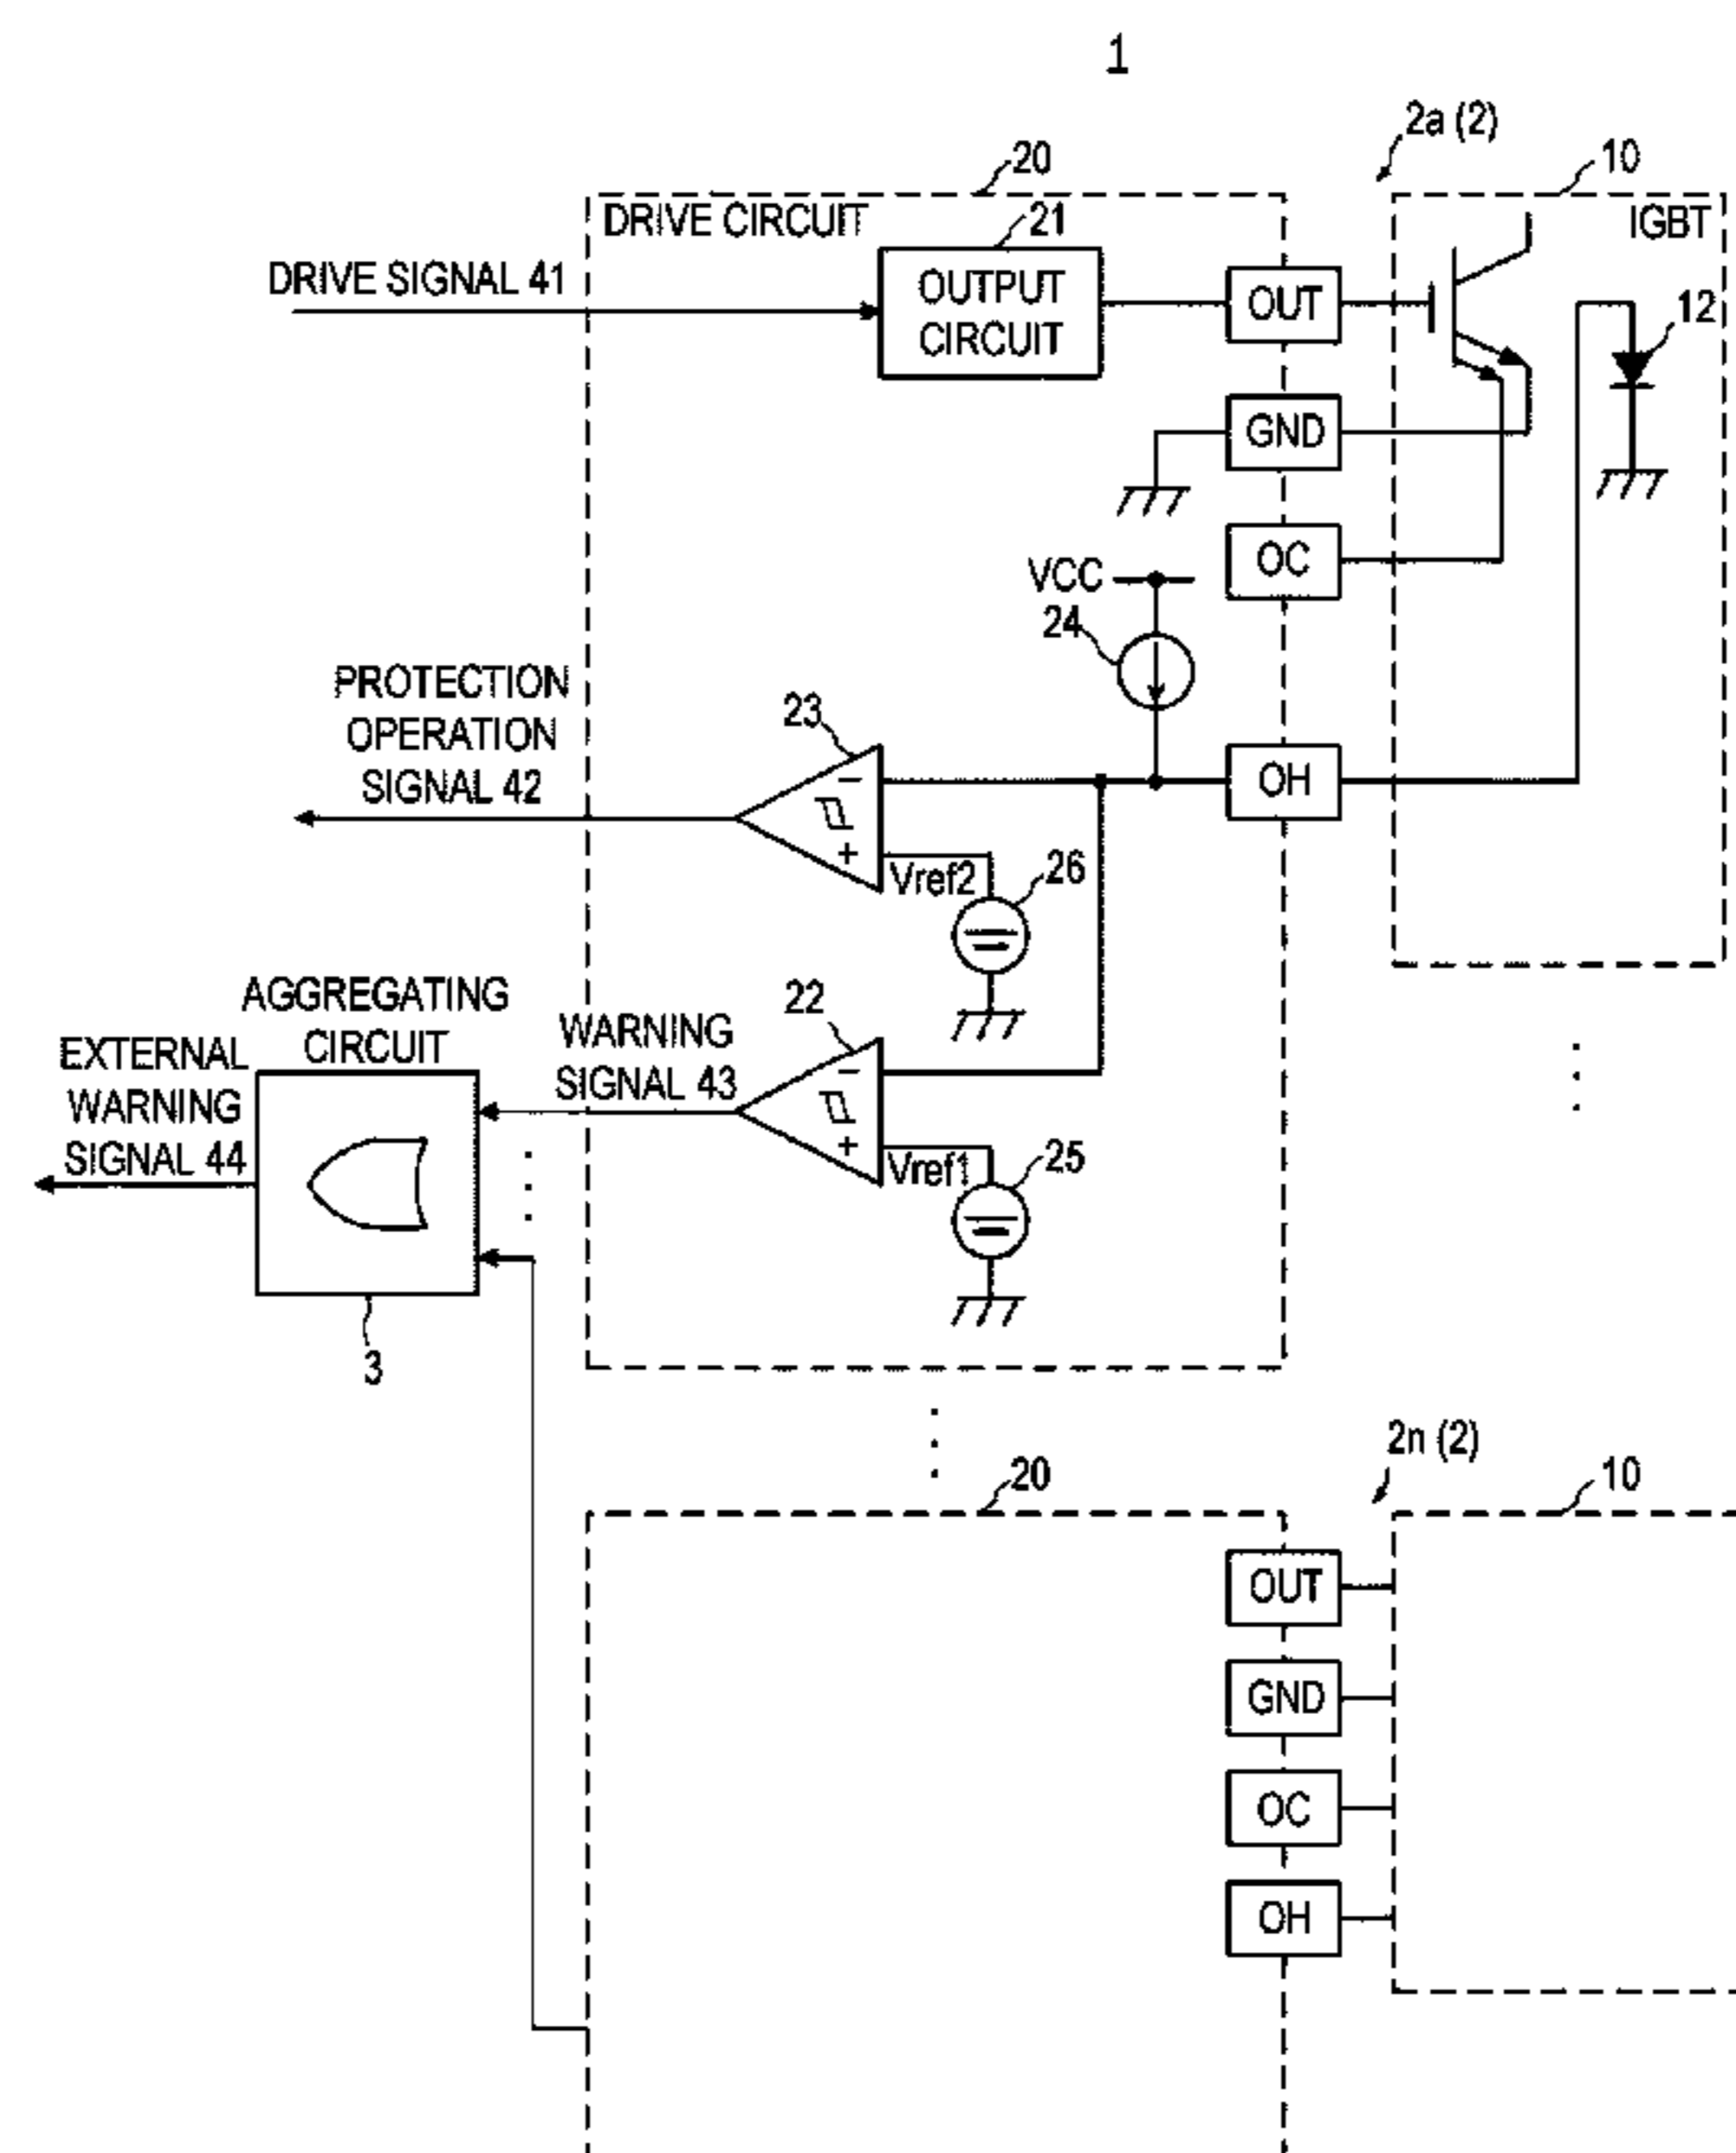 1
2a (2)
20
10
DRIVE CIRCUIT
21
IGBT
DRIVE SIGNAL 41
OUTPUT
CIRCUIT
OUT
12
GND
OC
VCC
24
PROTECTION
OPERATION
SIGNAL 42
23
−
+
OH
Vref2
26
AGGREGATING
CIRCUIT
22
EXTERNAL
WARNING
SIGNAL 44
WARNING
SIGNAL 43
−
+
Vref1
25
3
2n (2)
20
10
OUT
GND
OC
OH